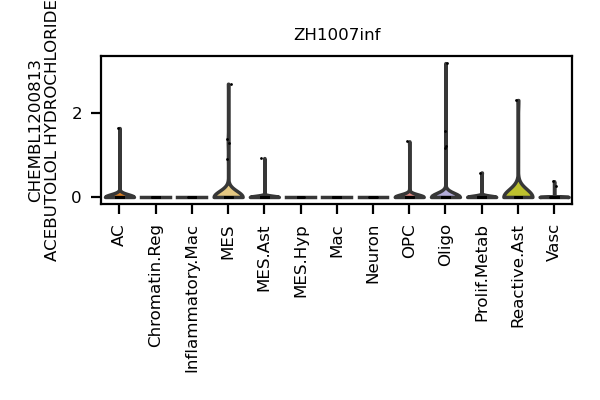 ZH1007inf
CHEMBL1200813
ACEBUTOLOL HYDROCHLORIDE
2
0
AC
Chromatin.Reg
Inflammatory.Mac
MES
MES.Ast
MES.Hyp
Mac
Neuron
OPC
Oligo
Prolif.Metab
Reactive.Ast
Vasc